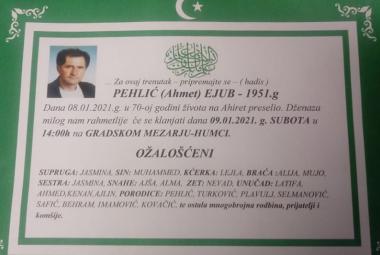 ... Za ovaj trenutak – pripremajte se – ( hadis )
PEHLIĆ (Ahmet) EJUB - 1951.g
Dana 08.01.2021.g. u 70-oj godini života na Ahiret preselio. Dženaza
milog nam rahmetlije će se klanjati dana 09.01.2021. g. SUBOTA u
14:00h na GRADSKOM MEZARJU-HUMCI.
OŽALOŠĆENI
SUPRUGA: JASMINA, SIN: MUHAMMED, KĆERKA: LEJLA, BRAĆA :ALIJA, MUJO,
SESTRA: JASMINA, SNAHE: AJŠA, ALMA, ZET: NEVAD, UNUČAD: LATIFA,
AHMED,KENAN,AJLIN, PORODICE: PEHLIĆ, TURKOVIĆ, PLAVULJ, SELMANOVIĆ,
SAFIĆ, BEHRAM, IMAMOVIĆ, KOVAČIĆ, te ostala mnogobrojna rodbina, prijatelji i
komšije.